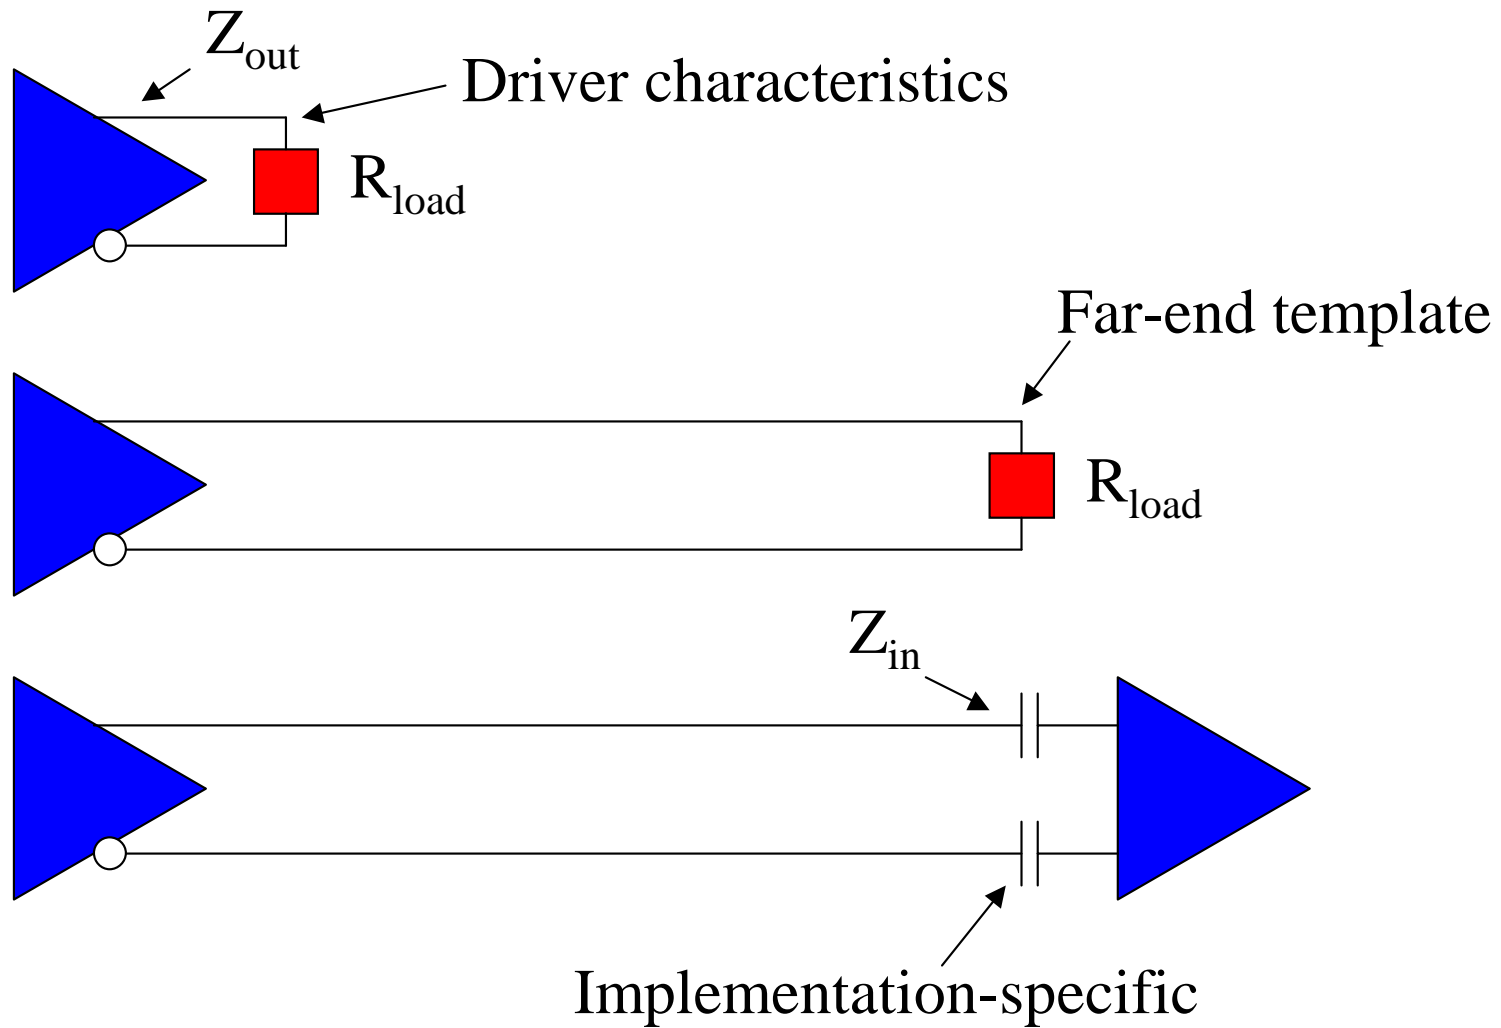 Zout
Driver characteristics
Rload
Far-end template
Rload
Zin
Implementation-specific